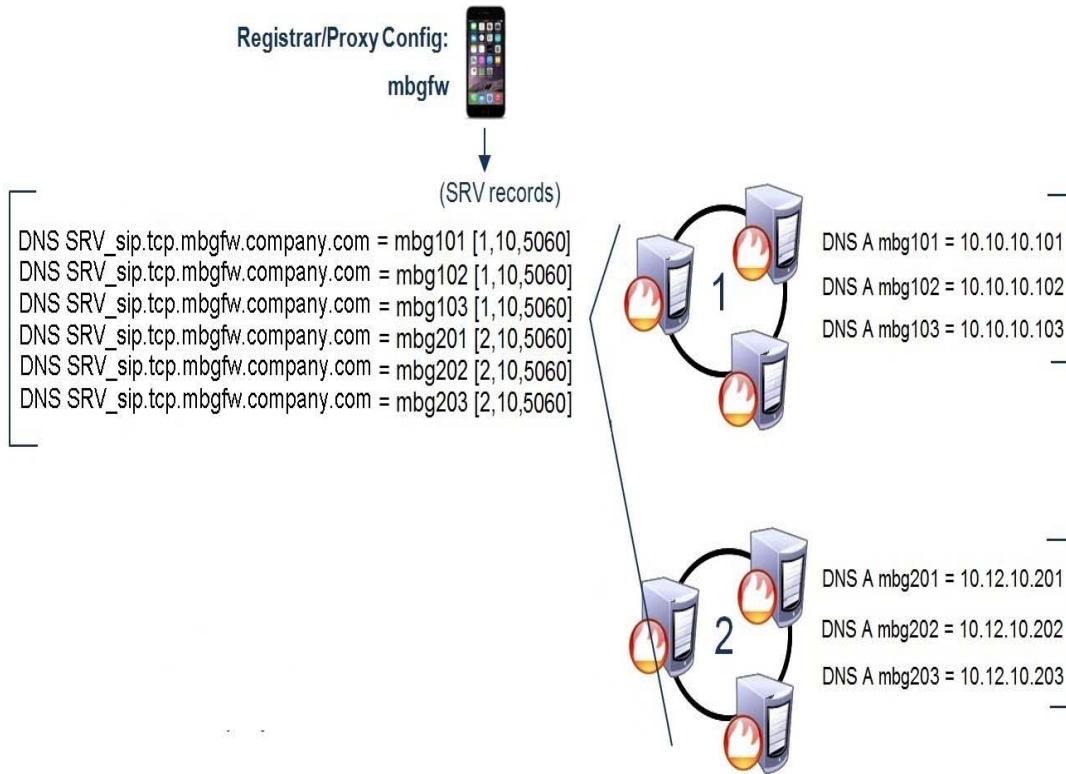 Registrar/Proxy Config:
mbgfw
(SRV records)
DNS SRV_sip.tcp.mbgfw.company.com = mbg101 [1,10,5060]
DNS SRV_sip.tcp.mbgfw.company.com = mbg102 [1,10,5060]
DNS SRV_sip.tcp.mbgfw.company.com = mbg103 [1,10,5060]
DNS SRV_sip.tcp.mbgfw.company.com = mbg201 [2,10,5060]
DNS SRV_sip.tcp.mbgfw.company.com = mbg202 [2,10,5060]
DNS SRV_sip.tcp.mbgfw.company.com = mbg203 [2,10,5060]
1
DNS A mbg101 = 10.10.10.101
DNS A mbg102 = 10.10.10.102
DNS A mbg103 = 10.10.10.103
2
DNS A mbg201 = 10.12.10.201
DNS A mbg202 = 10.12.10.202
DNS A mbg203 = 10.12.10.203